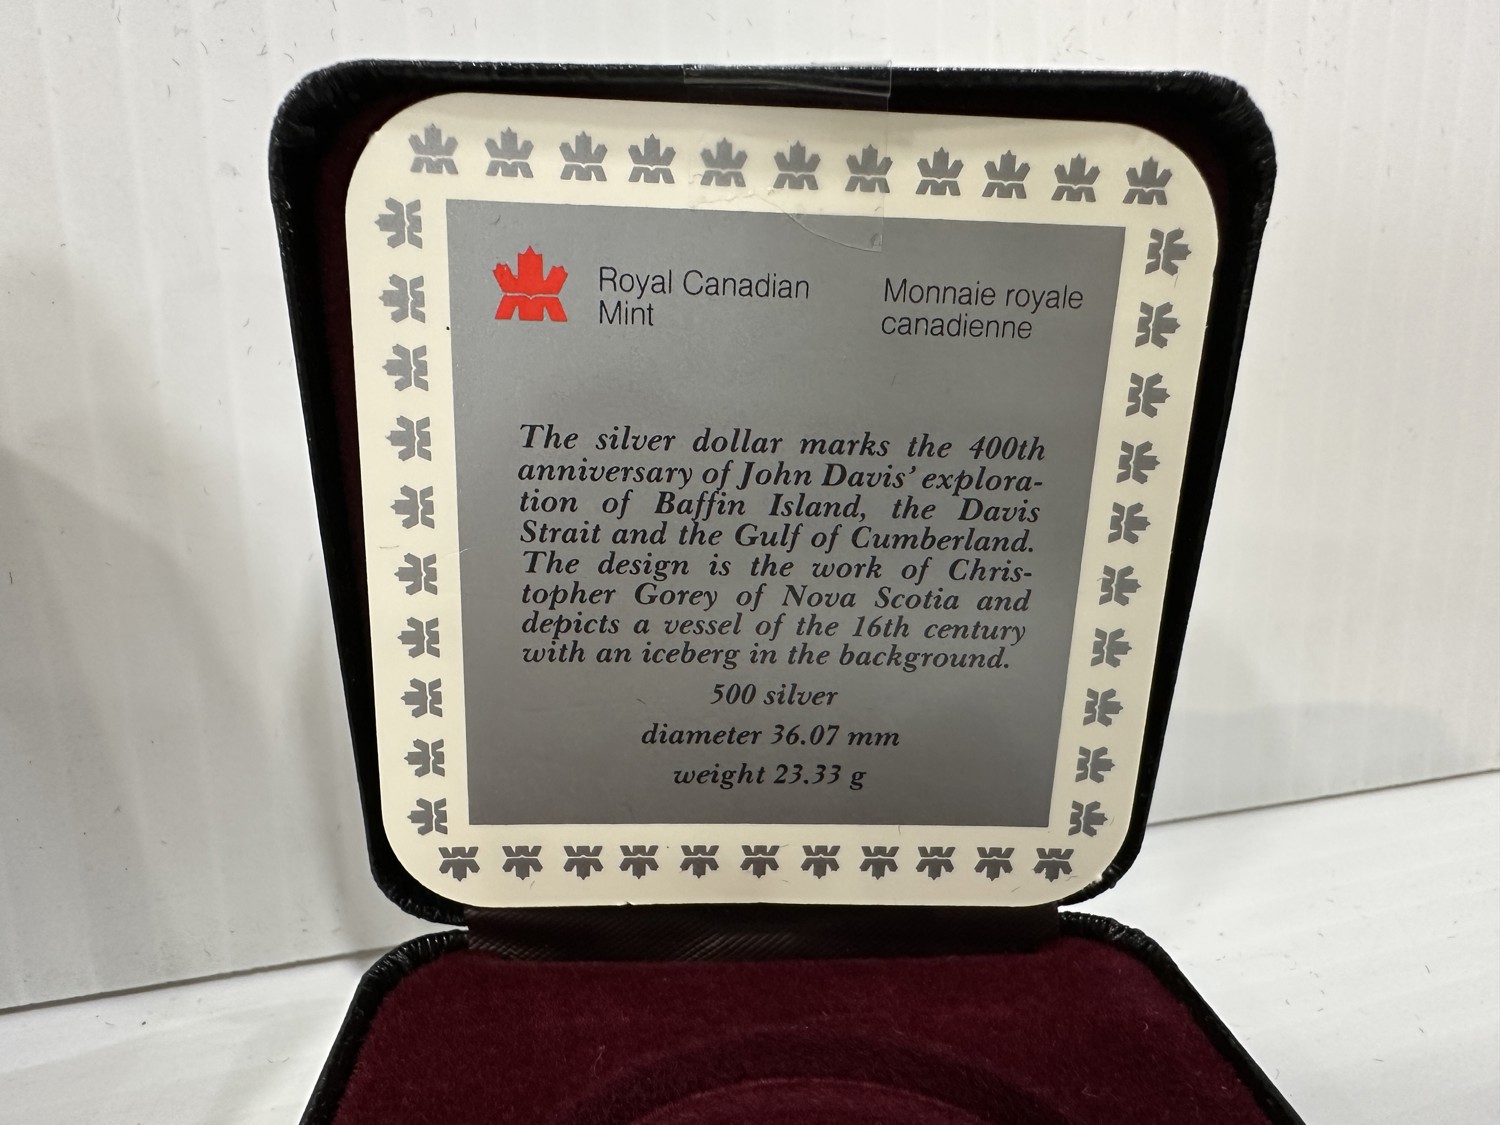 Royal Canadian
Mint
Monnaie royale
canadienne
The silver dollar marks the 400th
anniversary of John Davis' explora-
tion of Baffin Island, the Davis
Strait and the Gulf of Cumberland.
The design is the work of Chris-
topher Gorey of Nova Scotia and
depicts a vessel of the 16th century
with an iceberg in the background.
500 silver
diameter 36.07 mm
weight 23.33 g